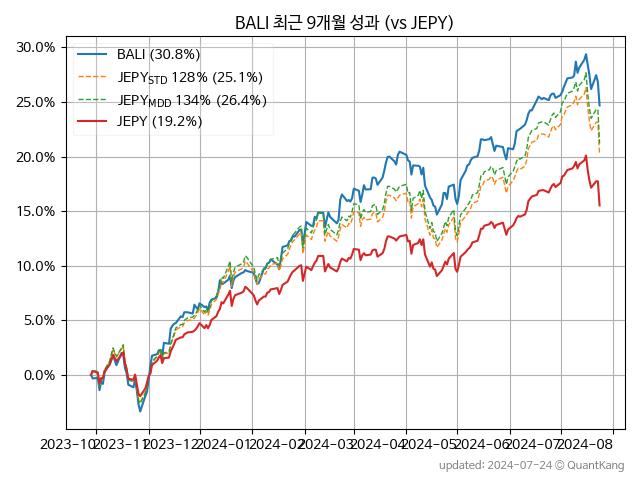 BALI 최근 9개월 성과 (vs JEPY)
30.0%
25.0%
20.0%
15.0%
10.0%
5.0%
0.0%
BALI (30.8%)
JEPYSTD 128% (25.1%)
JEPYMDD 134% (26.4%)
JEPY (19.2%)
2023-10 2023-11 2023-12 2024-01 2024-02 2024-03 2024-04 2024-05 2024-06 2024-07 2024-08
updated: 2024-07-24 @ QuantKang